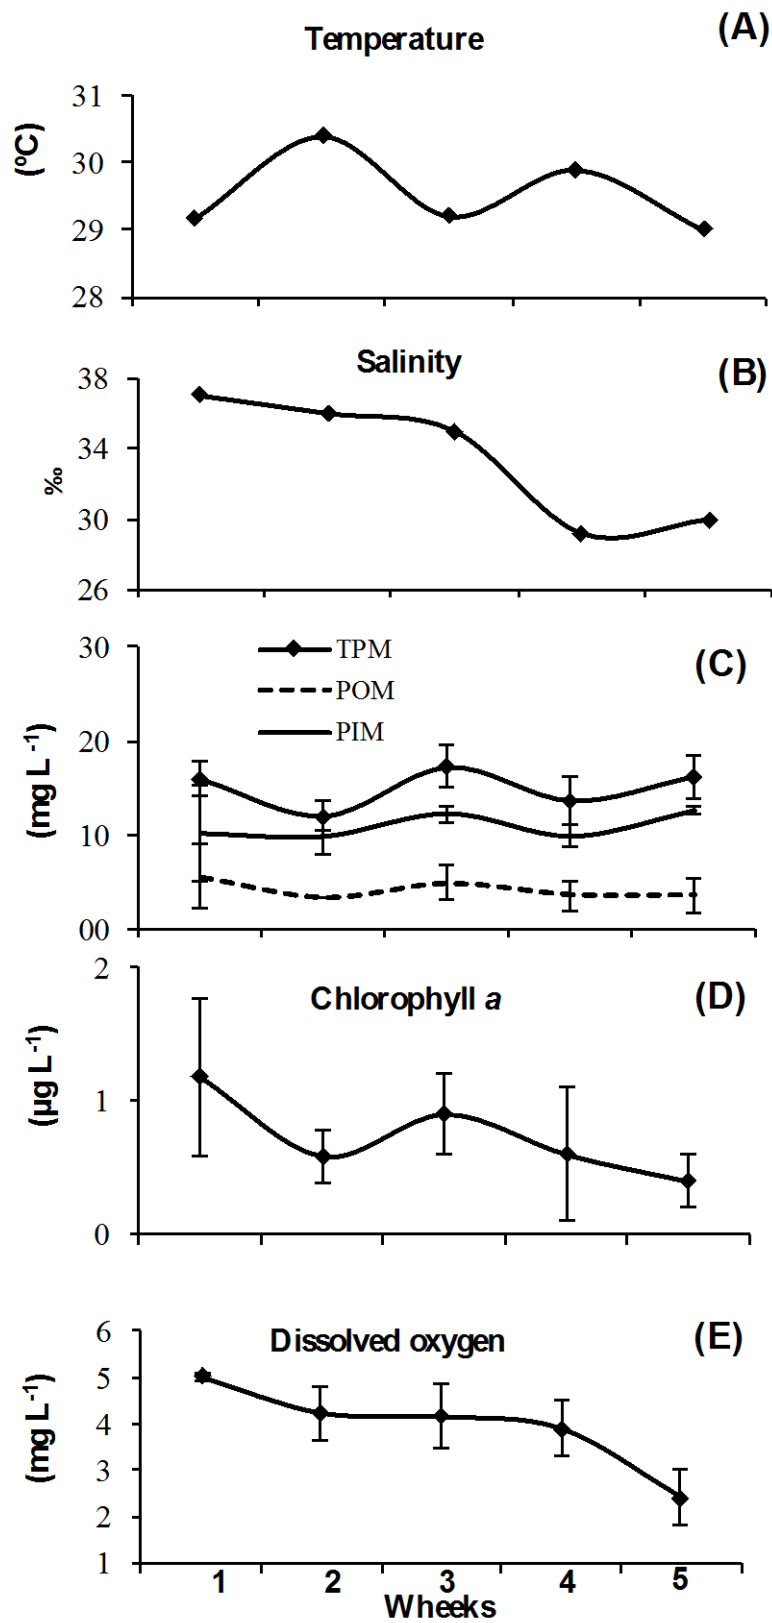 (A)
Temperature
(ºC)
31
30
29
28
Salinity
(B)
‰
38
34
30
26
(C)
TPM
POM
PIM
(mg L-1)
30
20
10
00
Chlorophyll a
(D)
(µg L-1)
2
1
0
Dissolved oxygen
(E)
(mg L-1)
6
5
4
3
2
1
1 2 3 4 5
Wheeks